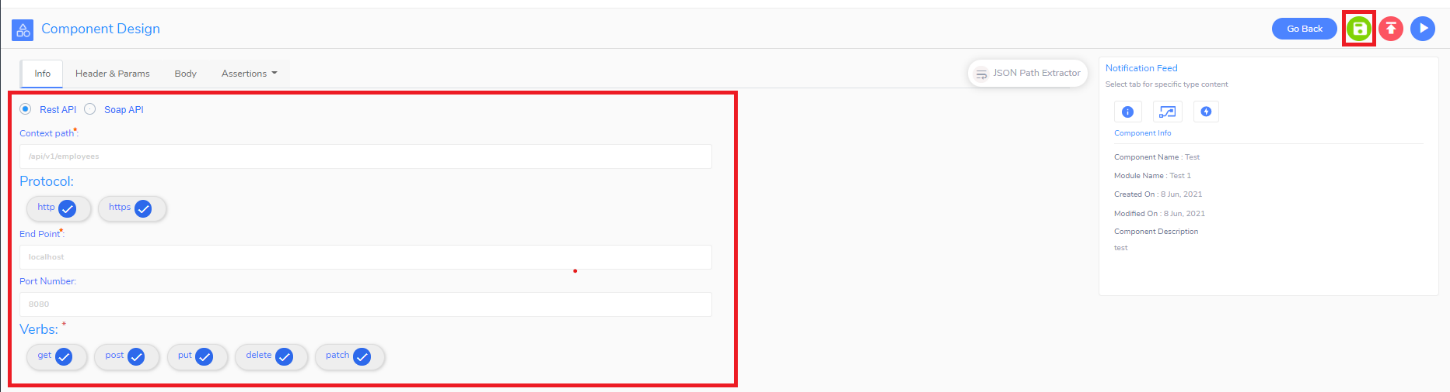 Component Design
Go Back
Info Header & Params Body Assertions
JSON Path Extractor
Rest API Soap API
Context path*:
/api/v1/employees
Protocol:
http https
End Point*:
localhost
Port Number:
8080
Verbs: *
get post put delete patch
Notification Feed
Select tab for specific type content
Component Info
Component Name : Test
Module Name : Test 1
Created On : 8 Jun, 2021
Modified On : 8 Jun, 2021
Component Description
test